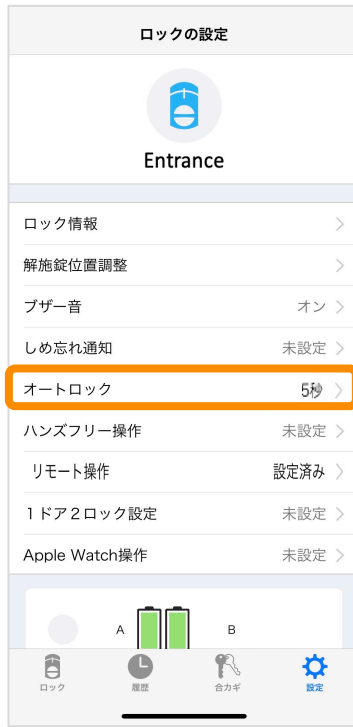 ロックの設定
Entrance
ロック情報
解施錠位置調整
ブザー音 オン
しめ忘れ通知 未設定
オートロック 5秒
ハンズフリー操作 未設定
リモート操作 設定済み
1ドア2ロック設定 未設定
Apple Watch操作 未設定
A B
ロック 履歴 合カギ 設定